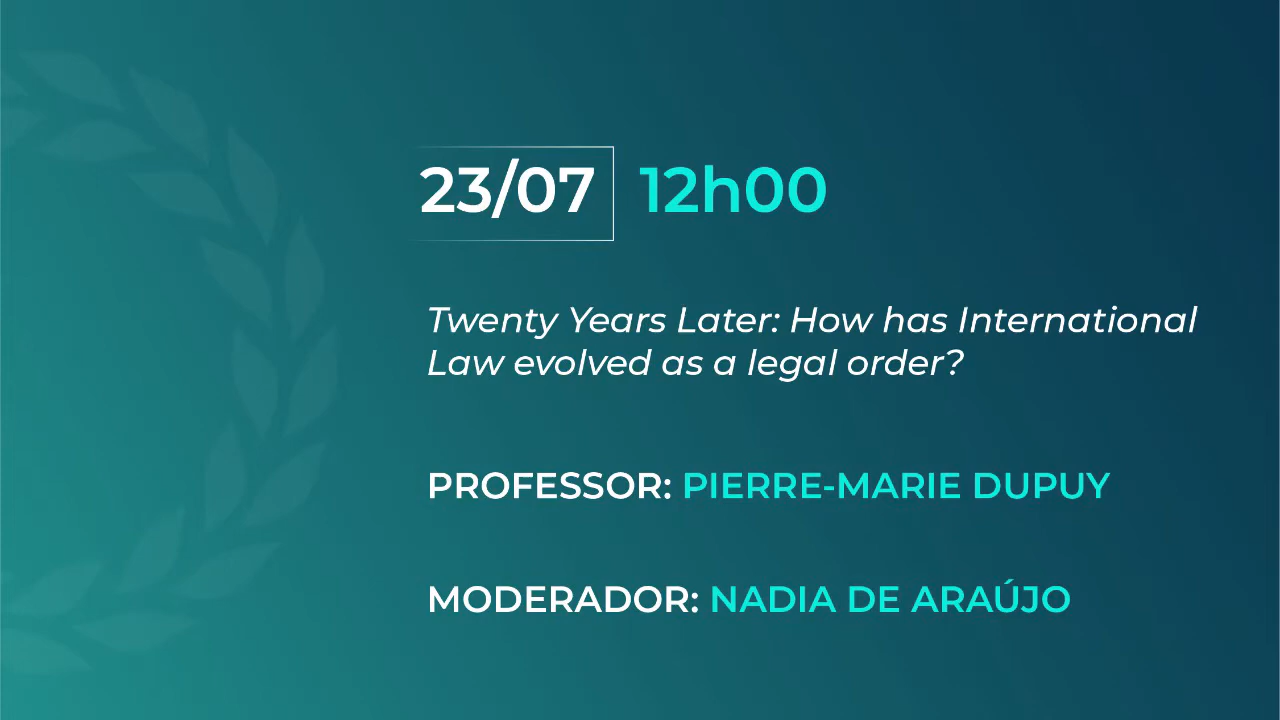 23/07 12h00
Twenty Years Later: How has International
Law evolved as a legal order?
PROFESSOR: PIERRE-MARIE DUPUY
MODERADOR: NADIA DE ARAÚJO